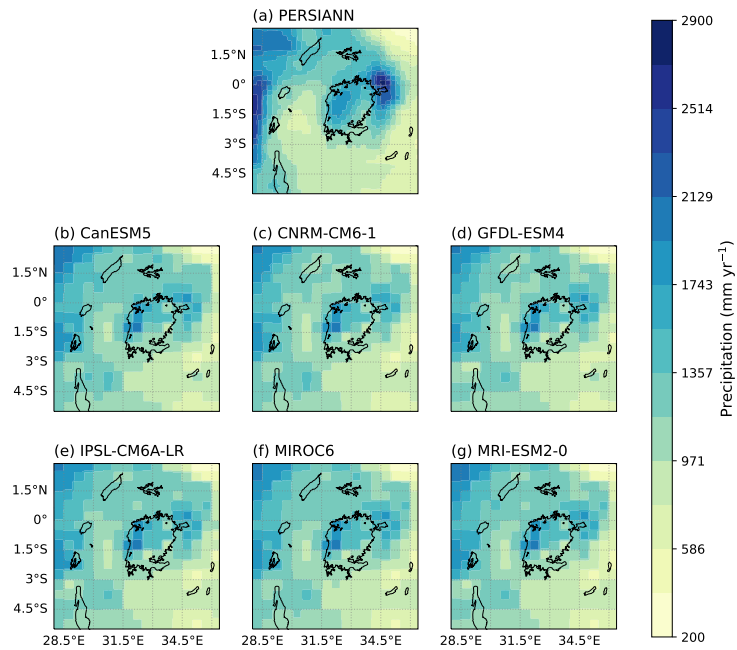 (a) PERSIANN
1.5°N
0°
1.5°S
3°S
4.5°S
(b) CanESM5
(c) CNRM-CM6-1
(d) GFDL-ESM4
1.5°N
0°
1.5°S
3°S
4.5°S
(e) IPSL-CM6A-LR
(f) MIROC6
(g) MRI-ESM2-0
1.5°N
0°
1.5°S
3°S
4.5°S
28.5°E 31.5°E 34.5°E
28.5°E 31.5°E 34.5°E
28.5°E 31.5°E 34.5°E
2900
2514
2129
1743
1357
971
586
200
Precipitation (mm yr⁻¹)